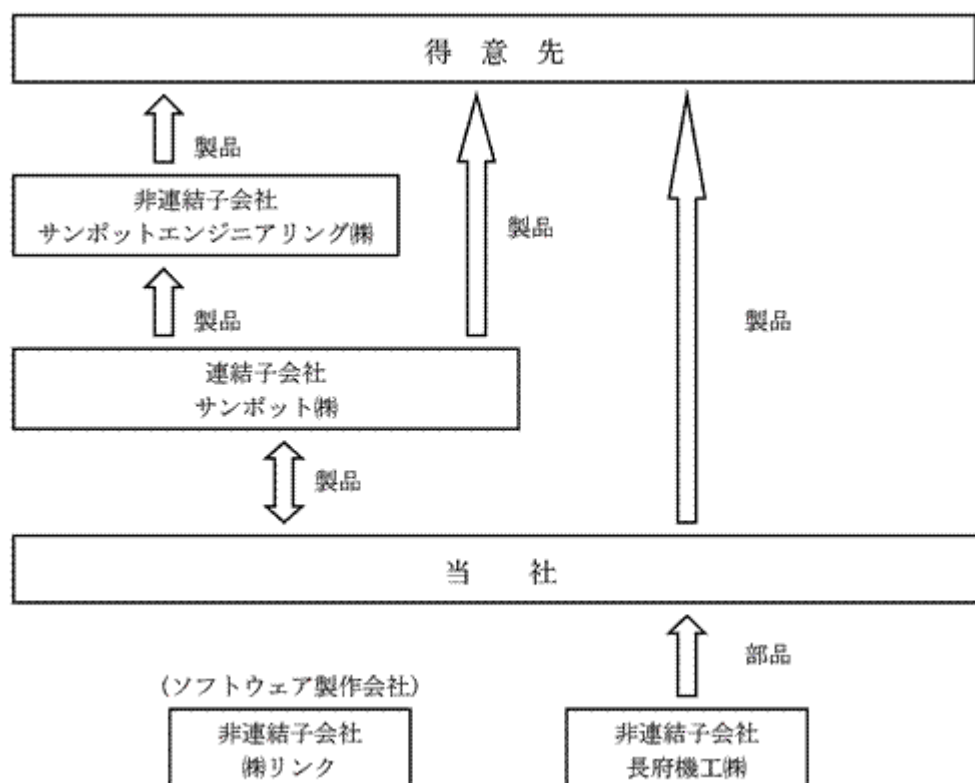 得意先
製品
非連結子会社
サンポットエンジニアリング㈱
製品
製品
製品
連結子会社
サンポット㈱
製品
当社
部品
（ソフトウェア製作会社）
非連結子会社
㈱リンク
非連結子会社
長府機工㈱